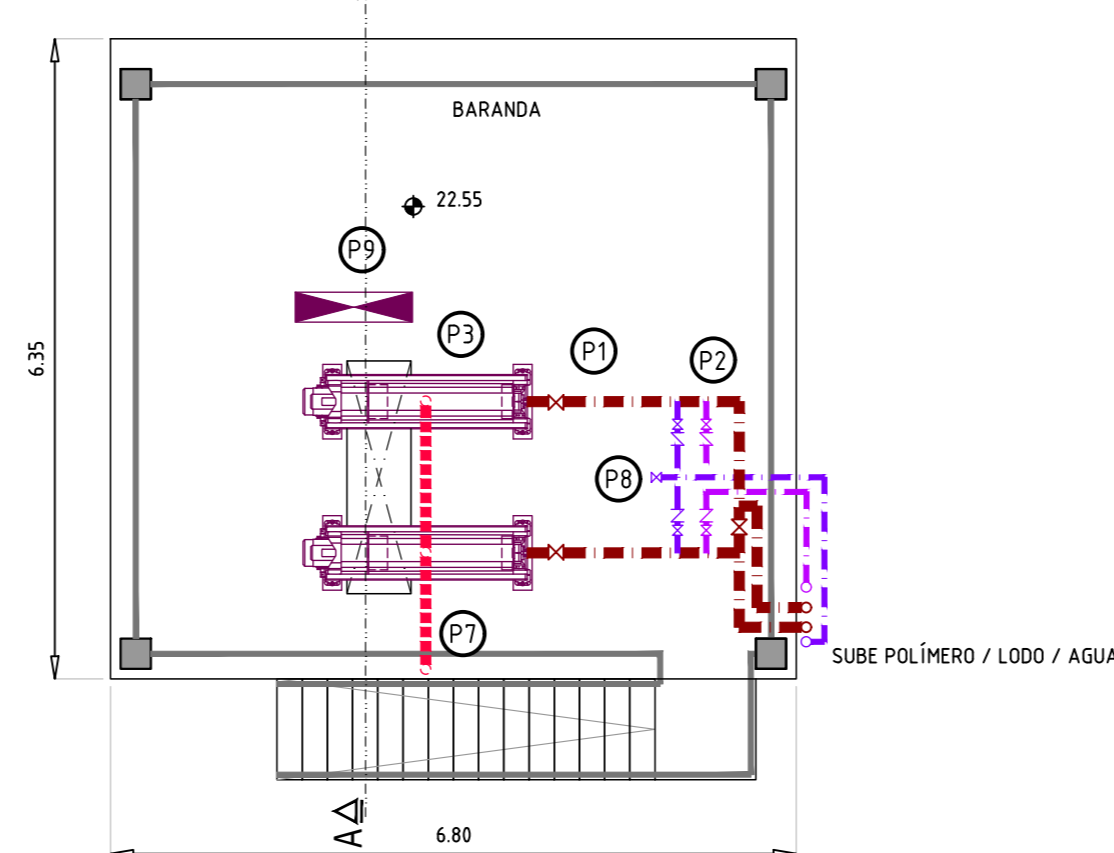 BARANDA
22.55
P9
P3
P1
P2
6.35
P8
P7
SUBE POLÍMERO / LODO / AGUA
A
6.80